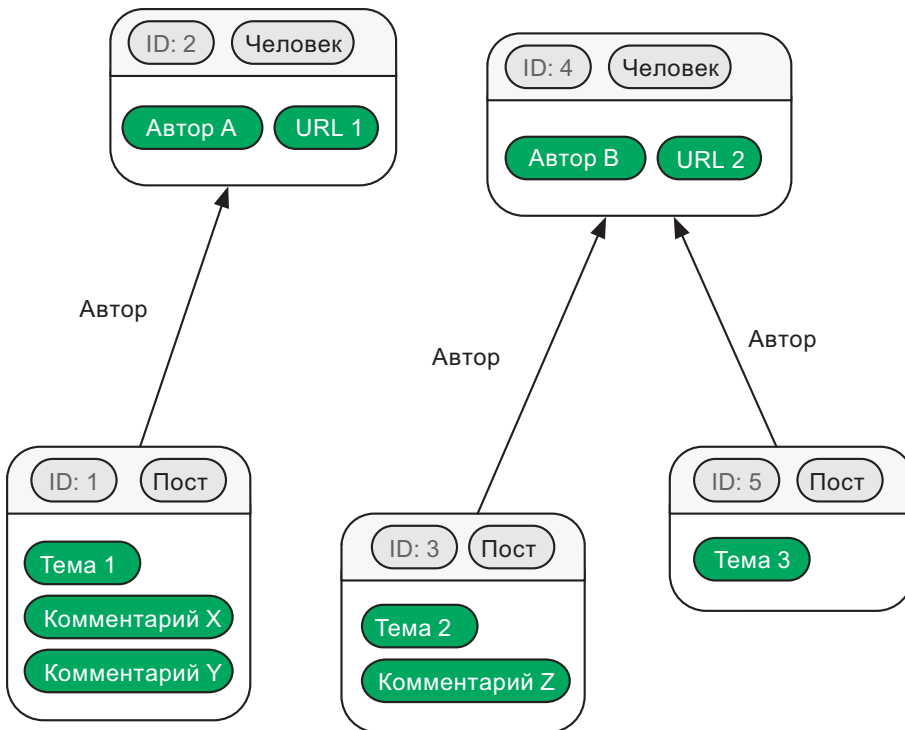 ID: 2 Человек
Автор A URL 1
ID: 4 Человек
Автор B URL 2
Автор
Автор
Автор
ID: 1 Пост
Тема 1
Комментарий X
Комментарий Y
ID: 3 Пост
Тема 2
Комментарий Z
ID: 5 Пост
Тема 3